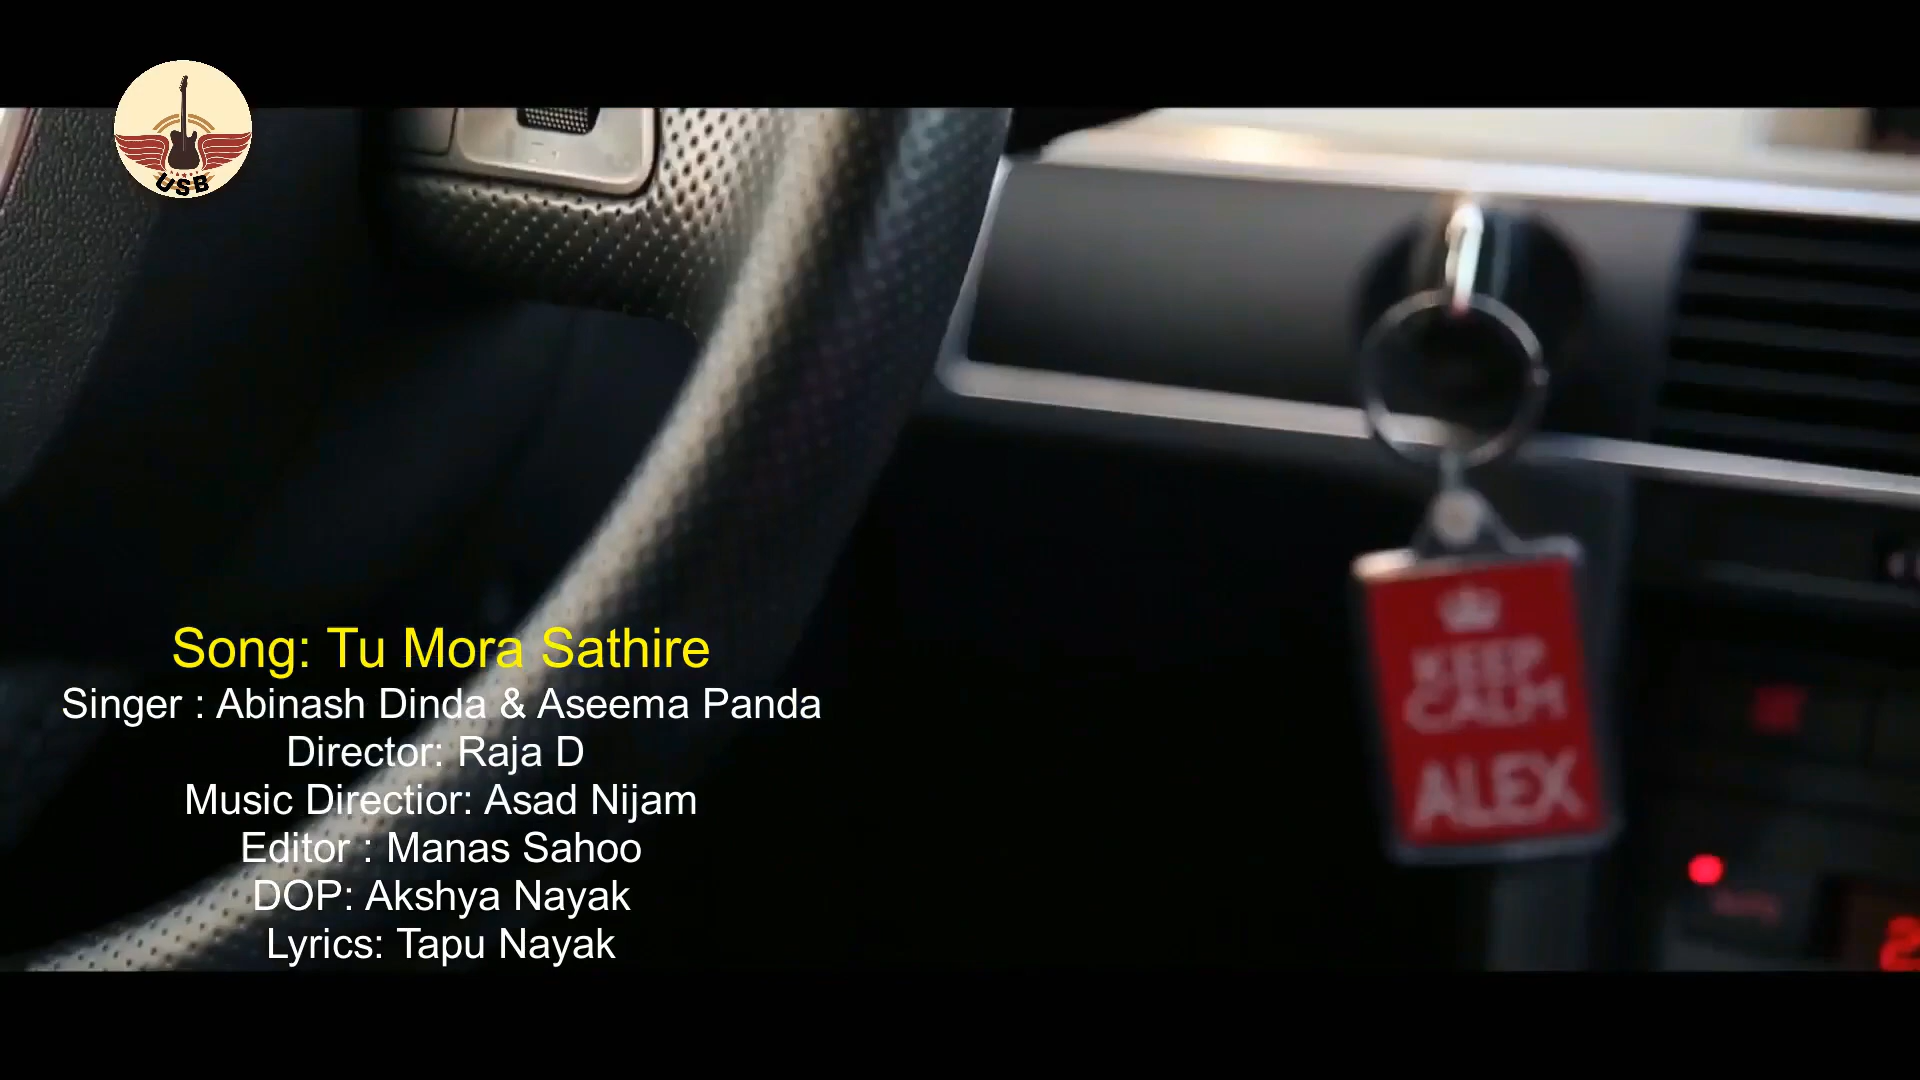 USB
Song: Tu Mora Sathire
Singer : Abinash Dinda & Aseema Panda
Director: Raja D
Music Directior: Asad Nijam
Editor : Manas Sahoo
DOP: Akshya Nayak
Lyrics: Tapu Nayak
KEEP
CALM
ALEX